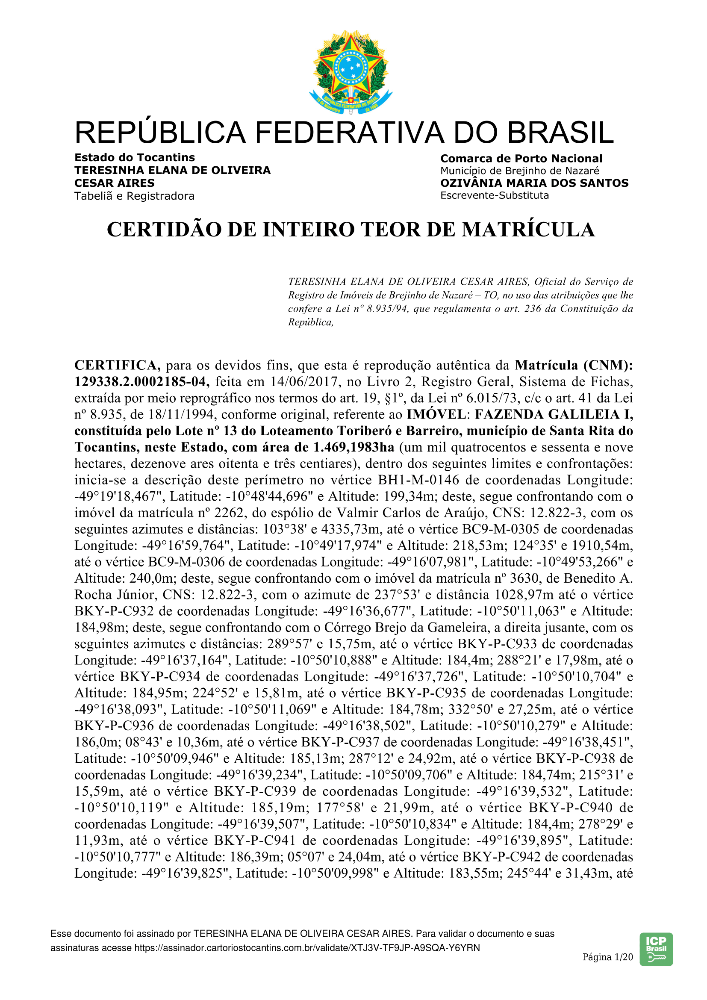 15 de Novembro
REPÚBLICA FEDERATIVA DO BRASIL
de 1889
REPÚBLICA FEDERATIVA DO BRASIL
Estado do Tocantins
TERESINHA ELANA DE OLIVEIRA
CESAR AIRES
Tabeliã e Registradora
Comarca de Porto Nacional
Município de Brejinho de Nazaré
OZIVÂNIA MARIA DOS SANTOS
Escrevente-Substituta
CERTIDÃO DE INTEIRO TEOR DE MATRÍCULA
TERESINHA ELANA DE OLIVEIRA CESAR AIRES, Oficial do Serviço de
Registro de Imóveis de Brejinho de Nazaré – TO, no uso das atribuições que lhe
confere a Lei nº 8.935/94, que regulamenta o art. 236 da Constituição da
República,
CERTIFICA, para os devidos fins, que esta é reprodução autêntica da Matrícula (CNM):
129338.2.0002185-04, feita em 14/06/2017, no Livro 2, Registro Geral, Sistema de Fichas,
extraída por meio reprográfico nos termos do art. 19, §1º, da Lei nº 6.015/73, c/c o art. 41 da Lei
nº 8.935, de 18/11/1994, conforme original, referente ao IMÓVEL: FAZENDA GALILEIA I,
constituída pelo Lote nº 13 do Loteamento Toriberó e Barreiro, município de Santa Rita do
Tocantins, neste Estado, com área de 1.469,1983ha (um mil quatrocentos e sessenta e nove
hectares, dezenove ares oitenta e três centiares), dentro dos seguintes limites e confrontações:
inicia-se a descrição deste perímetro no vértice BH1-M-0146 de coordenadas Longitude:
-49°19'18,467", Latitude: -10°48'44,696" e Altitude: 199,34m; deste, segue confrontando com o
imóvel da matrícula nº 2262, do espólio de Valmir Carlos de Araújo, CNS: 12.822-3, com os
seguintes azimutes e distâncias: 103°38' e 4335,73m, até o vértice BC9-M-0305 de coordenadas
Longitude: -49°16'59,764", Latitude: -10°49'17,974" e Altitude: 218,53m; 124°35' e 1910,54m,
até o vértice BC9-M-0306 de coordenadas Longitude: -49°16'07,981", Latitude: -10°49'53,266" e
Altitude: 240,0m; deste, segue confrontando com o imóvel da matrícula nº 3630, de Benedito A.
Rocha Júnior, CNS: 12.822-3, com o azimute de 237°53' e distância 1028,97m até o vértice
BKY-P-C932 de coordenadas Longitude: -49°16'36,677", Latitude: -10°50'11,063" e Altitude:
184,98m; deste, segue confrontando com o Córrego Brejo da Gameleira, a direita jusante, com os
seguintes azimutes e distâncias: 289°57' e 15,75m, até o vértice BKY-P-C933 de coordenadas
Longitude: -49°16'37,164", Latitude: -10°50'10,888" e Altitude: 184,4m; 288°21' e 17,98m, até o
vértice BKY-P-C934 de coordenadas Longitude: -49°16'37,726", Latitude: -10°50'10,704" e
Altitude: 184,95m; 224°52' e 15,81m, até o vértice BKY-P-C935 de coordenadas Longitude:
-49°16'38,093", Latitude: -10°50'11,069" e Altitude: 184,78m; 332°50' e 27,25m, até o vértice
BKY-P-C936 de coordenadas Longitude: -49°16'38,502", Latitude: -10°50'10,279" e Altitude:
186,0m; 08°43' e 10,36m, até o vértice BKY-P-C937 de coordenadas Longitude: -49°16'38,451",
Latitude: -10°50'09,946" e Altitude: 185,13m; 287°12' e 24,92m, até o vértice BKY-P-C938 de
coordenadas Longitude: -49°16'39,234", Latitude: -10°50'09,706" e Altitude: 184,74m; 215°31' e
15,59m, até o vértice BKY-P-C939 de coordenadas Longitude: -49°16'39,532", Latitude:
-10°50'10,119" e Altitude: 185,19m; 177°58' e 21,99m, até o vértice BKY-P-C940 de
coordenadas Longitude: -49°16'39,507", Latitude: -10°50'10,834" e Altitude: 184,4m; 278°29' e
11,93m, até o vértice BKY-P-C941 de coordenadas Longitude: -49°16'39,895", Latitude:
-10°50'10,777" e Altitude: 186,39m; 05°07' e 24,04m, até o vértice BKY-P-C942 de coordenadas
Longitude: -49°16'39,825", Latitude: -10°50'09,998" e Altitude: 183,55m; 245°44' e 31,43m, até
Esse documento foi assinado por TERESINHA ELANA DE OLIVEIRA CESAR AIRES. Para validar o documento e suas
assinaturas acesse https://assinador.cartoriostocantins.com.br/validate/XTJ3V-TF9JP-A9SQA-Y6YRN
Página 1/20
ICP
Brasil